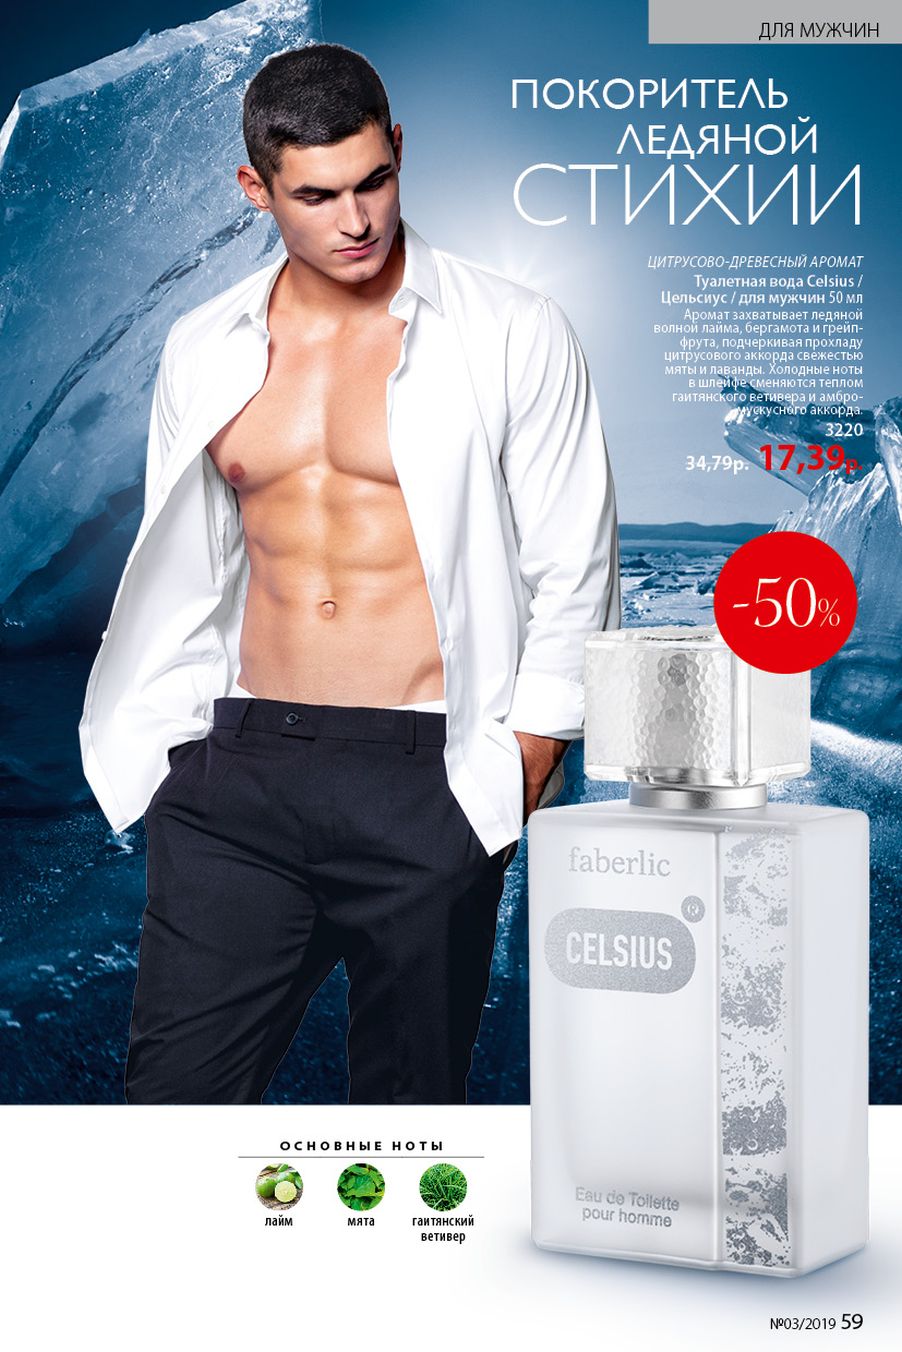 ДЛЯ МУЖЧИН
ПОКОРИТЕЛЬ
ЛЕДЯНОЙ
СТИХИИ
ЦИТРУСОВО-ДРЕВЕСНЫЙ АРОМАТ
Туалетная вода Celsius /
Цельсиус / для мужчин 50 мл
Аромат захватывает ледяной
волной лайма, бергамота и грейп-
фрута, подчеркивая прохладу
цитрусового аккорда свежестью
мяты и лаванды. Холодные ноты
в шлейфе сменяются теплом
гаитянского ветивера и амбро-
мускусного аккорда.
3220
34,79р. 17,39р.
-50%
faberlic
CELSIUS
Eau de Toilette
pour homme
ОСНОВНЫЕ НОТЫ
лайм
мята
гаитянский
ветивер
№03/2019 59